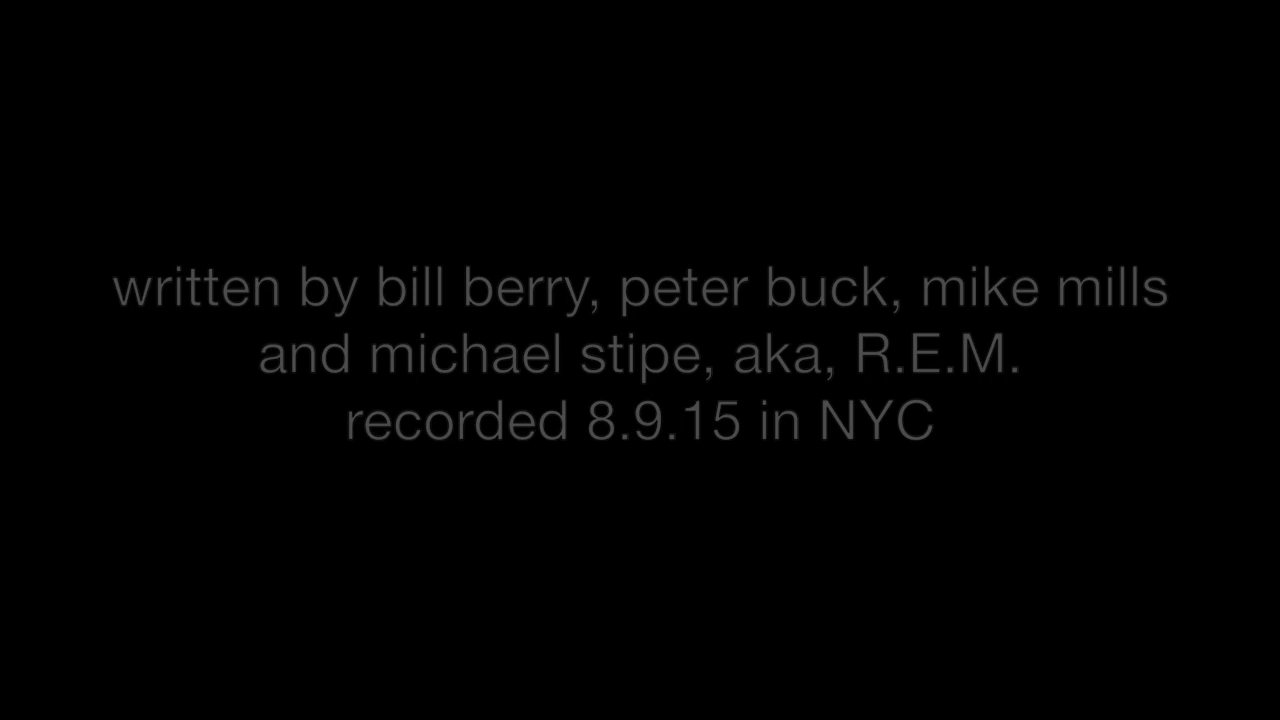 written by bill berry, peter buck, mike mills
and michael stipe, aka, R.E.M.
recorded 8.9.15 in NYC